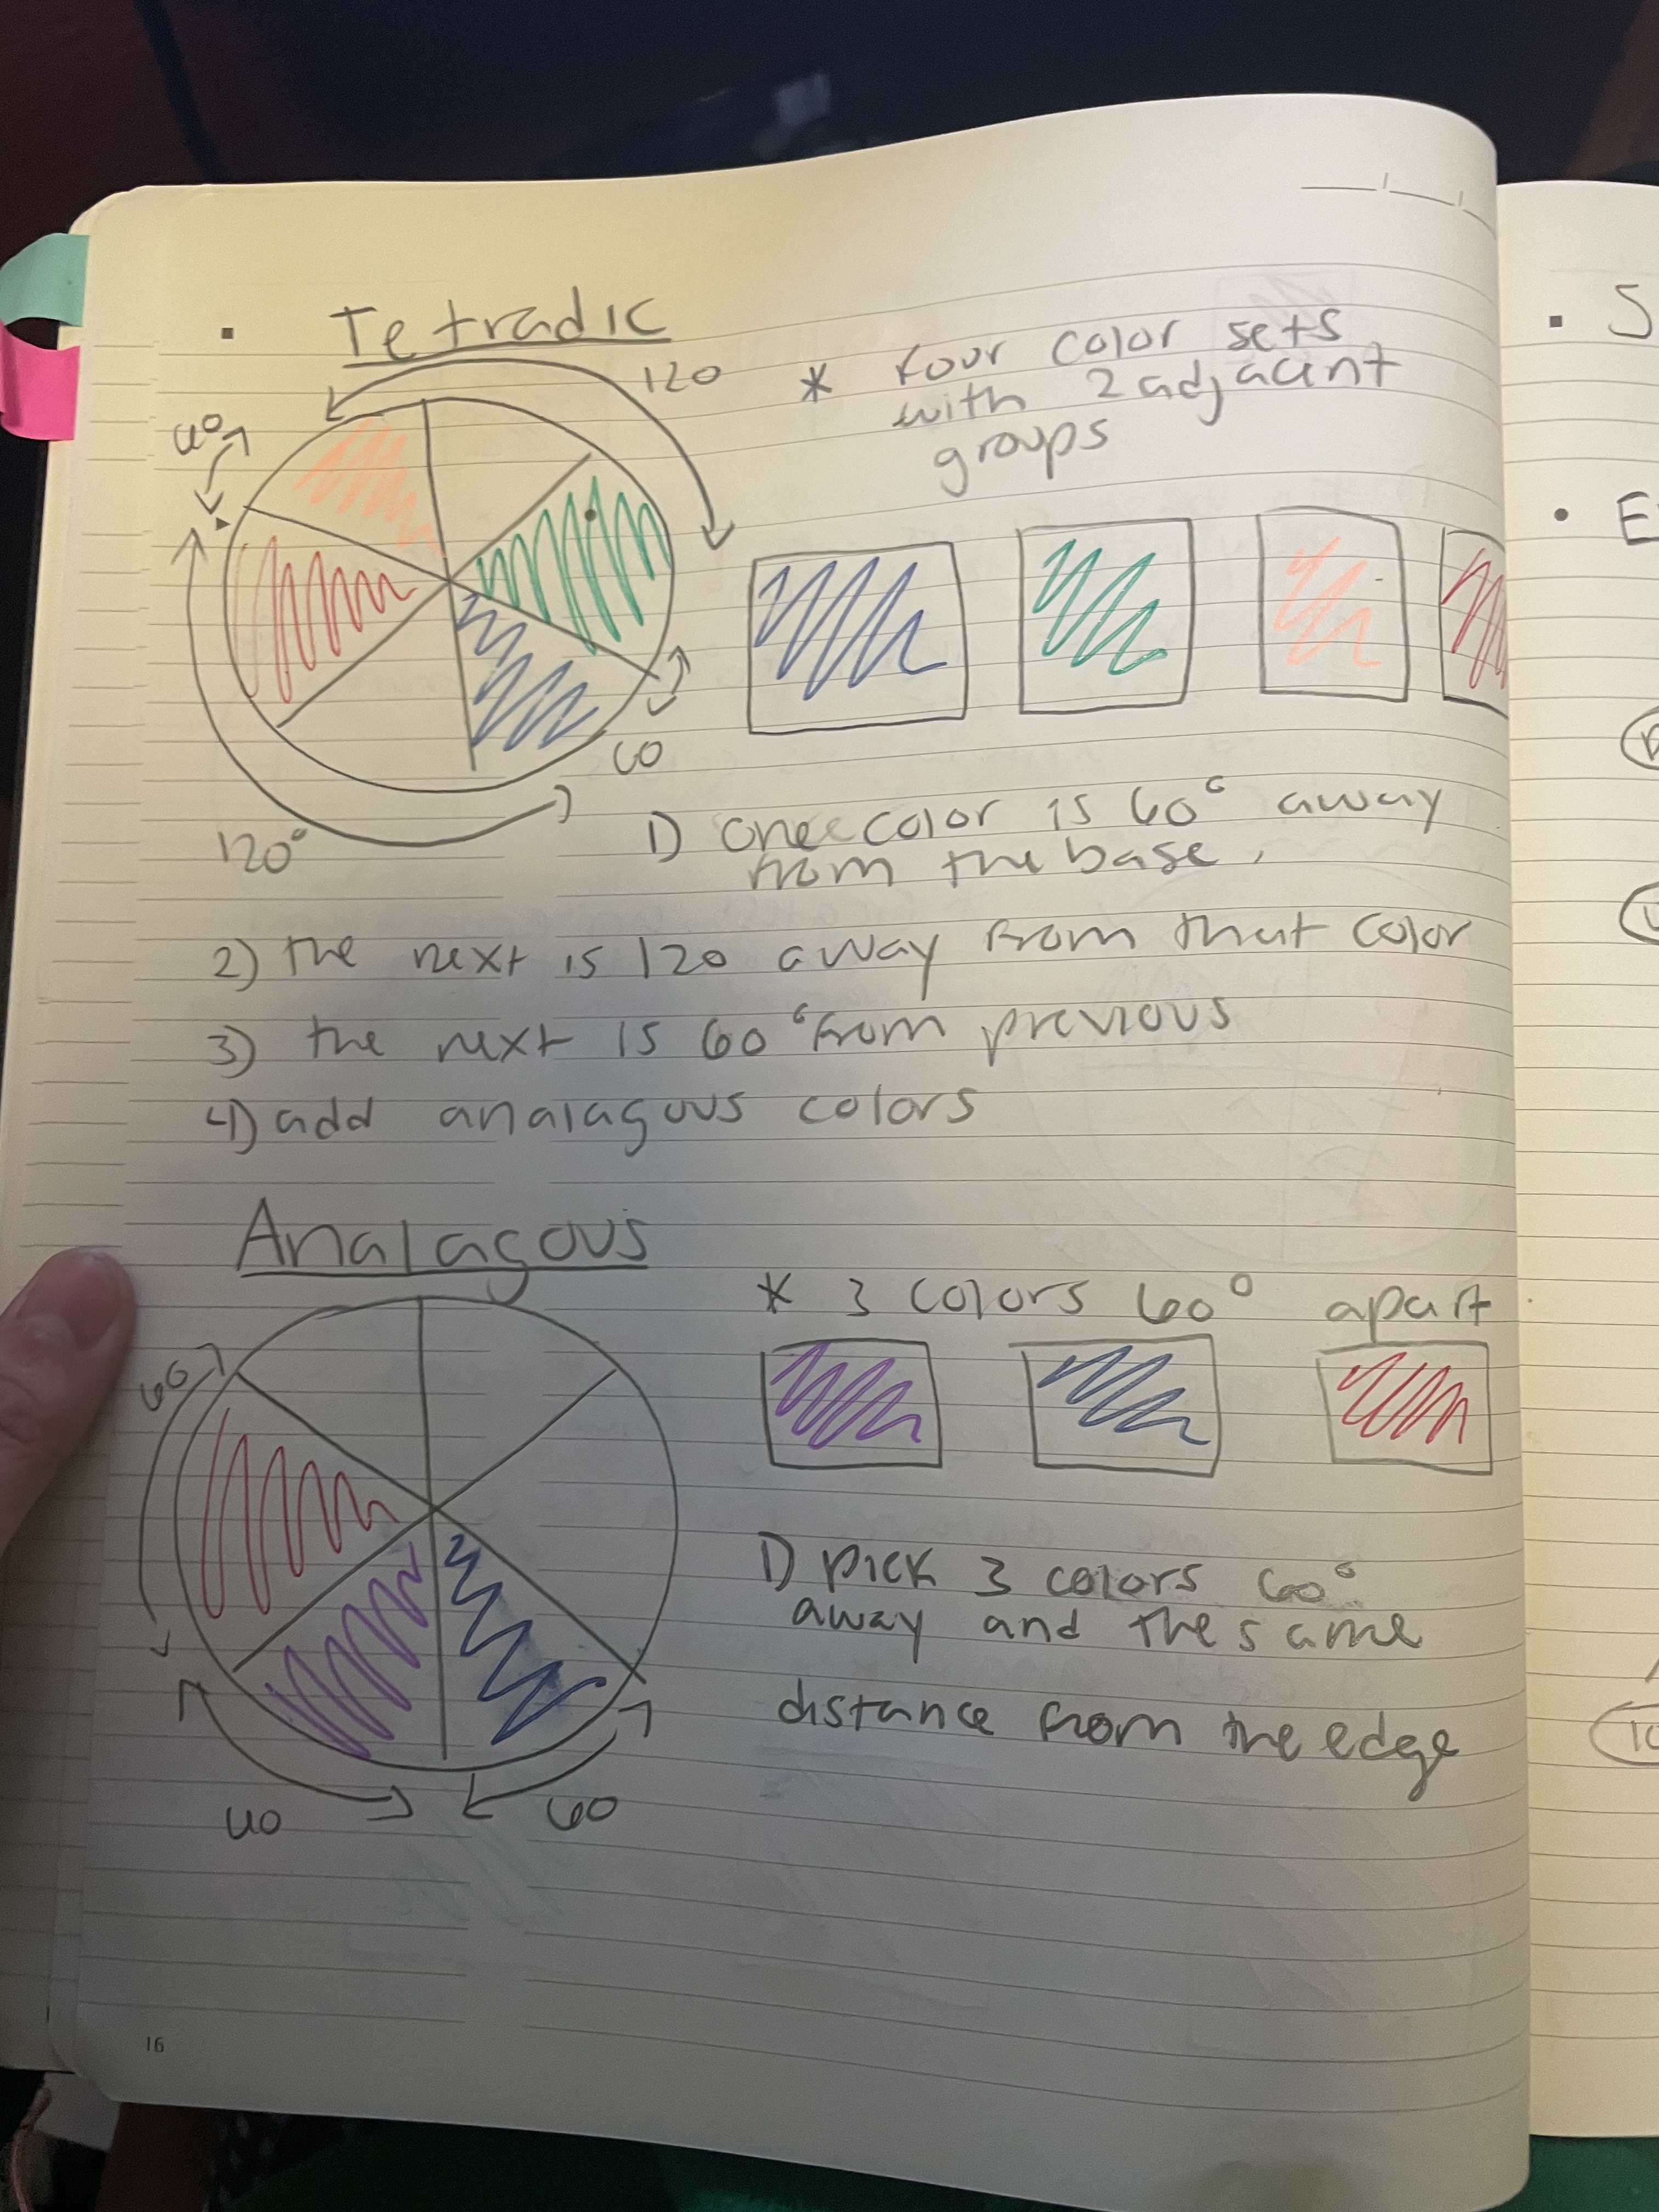 Tetradic
120
* four color sets
with 2 adjacent
groups
60
60
120°
1) one color is 60° away
from the base.
2) the next is 120 away from that color
3) the next is 60° from previous
4) add analagous colors
Analagous
* 3 colors 60° apart
60
1) pick 3 colors 60°
away and the same
distance from the edge
60
60
16
S
E